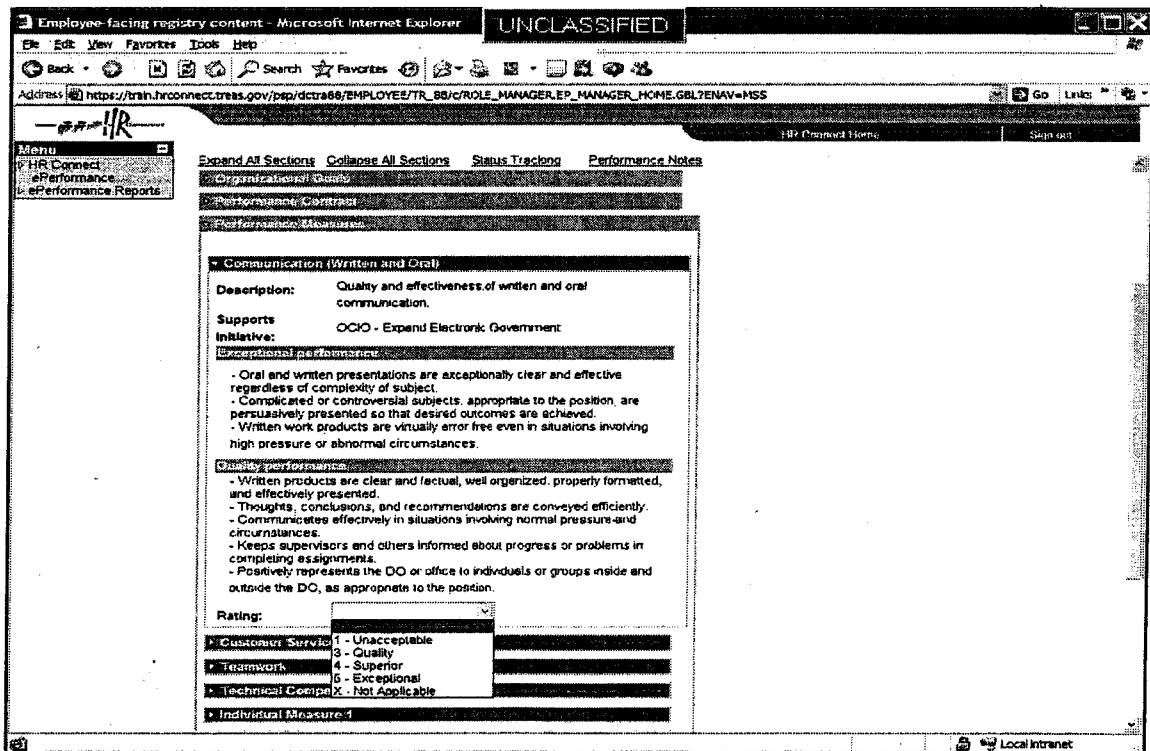 Employee-facing registry content - Microsoft Internet Explorer
UNCLASSIFIED
File Edit View Favorites Tools Help
Back Search Favorites
Address https://train.hrconnect.treas.gov/psp/dctra88/EMPLOYEE/TR_88/c/ROLE_MANAGER.EP_MANAGER_HOME.GBL?ENAV=MSS Go Links
HR
HR Connect Home Sign out
Menu
HR Connect
ePerformance
ePerformance Reports
Expand All Sections Collapse All Sections Status Tracking Performance Notes
Organizational Goals
Performance Contract
Performance Measures
Communication (Written and Oral)
Description: Quality and effectiveness of written and oral
communication.
Supports
Initiative: OCIO - Expand Electronic Government
Exceptional performance
- Oral and written presentations are exceptionally clear and effective
regardless of complexity of subject.
- Complicated or controversial subjects, appropriate to the position, are
persuasively presented so that desired outcomes are achieved.
- Written work products are virtually error free even in situations involving
high pressure or abnormal circumstances.
Quality performance
- Written products are clear and factual, well organized, properly formatted,
and effectively presented.
- Thoughts, conclusions, and recommendations are conveyed efficiently.
- Communicates effectively in situations involving normal pressure and
circumstances.
- Keeps supervisors and others informed about progress or problems in
completing assignments.
- Positively represents the DO or office to individuals or groups inside and
outside the DO, as appropriate to the position.
Rating:
1 - Unacceptable
3 - Quality
4 - Superior
5 - Exceptional
X - Not Applicable
Customer Servic
Teamwork
Technical Compe
Individual Measure 1
Local intranet